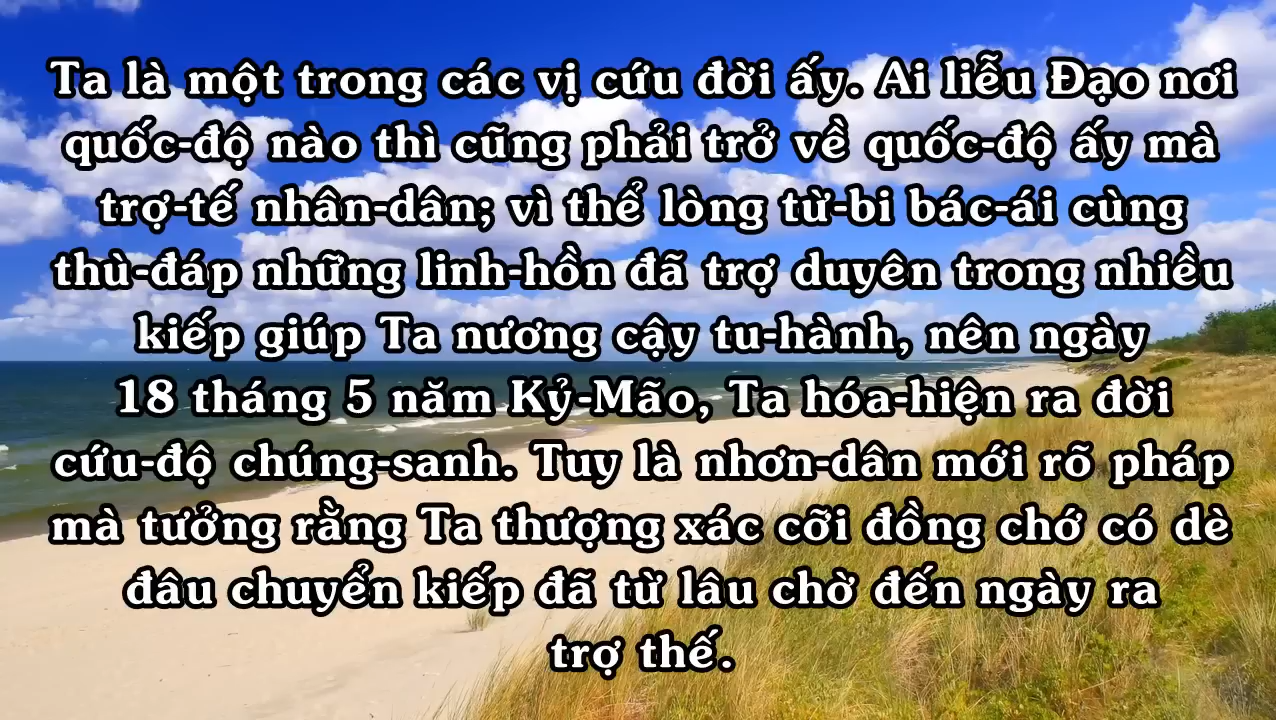 Ta là một trong các vị cứu đời ấy. Ai liễu Đạo nơi
quốc-độ nào thì cũng phải trở về quốc-độ ấy mà
trợ-tế nhân-dân; vì thể lòng từ-bi bác-ái cùng
thù-đáp những linh-hồn đã trợ duyên trong nhiều
kiếp giúp Ta nương cậy tu-hành, nên ngày
18 tháng 5 năm Kỷ-Mão, Ta hóa-hiện ra đời
cứu-độ chúng-sanh. Tuy là nhơn-dân mới rõ pháp
mà tưởng rằng Ta thượng xác cỡi đồng chớ có dè
đâu chuyển kiếp đã từ lâu chờ đến ngày ra
trợ thế.